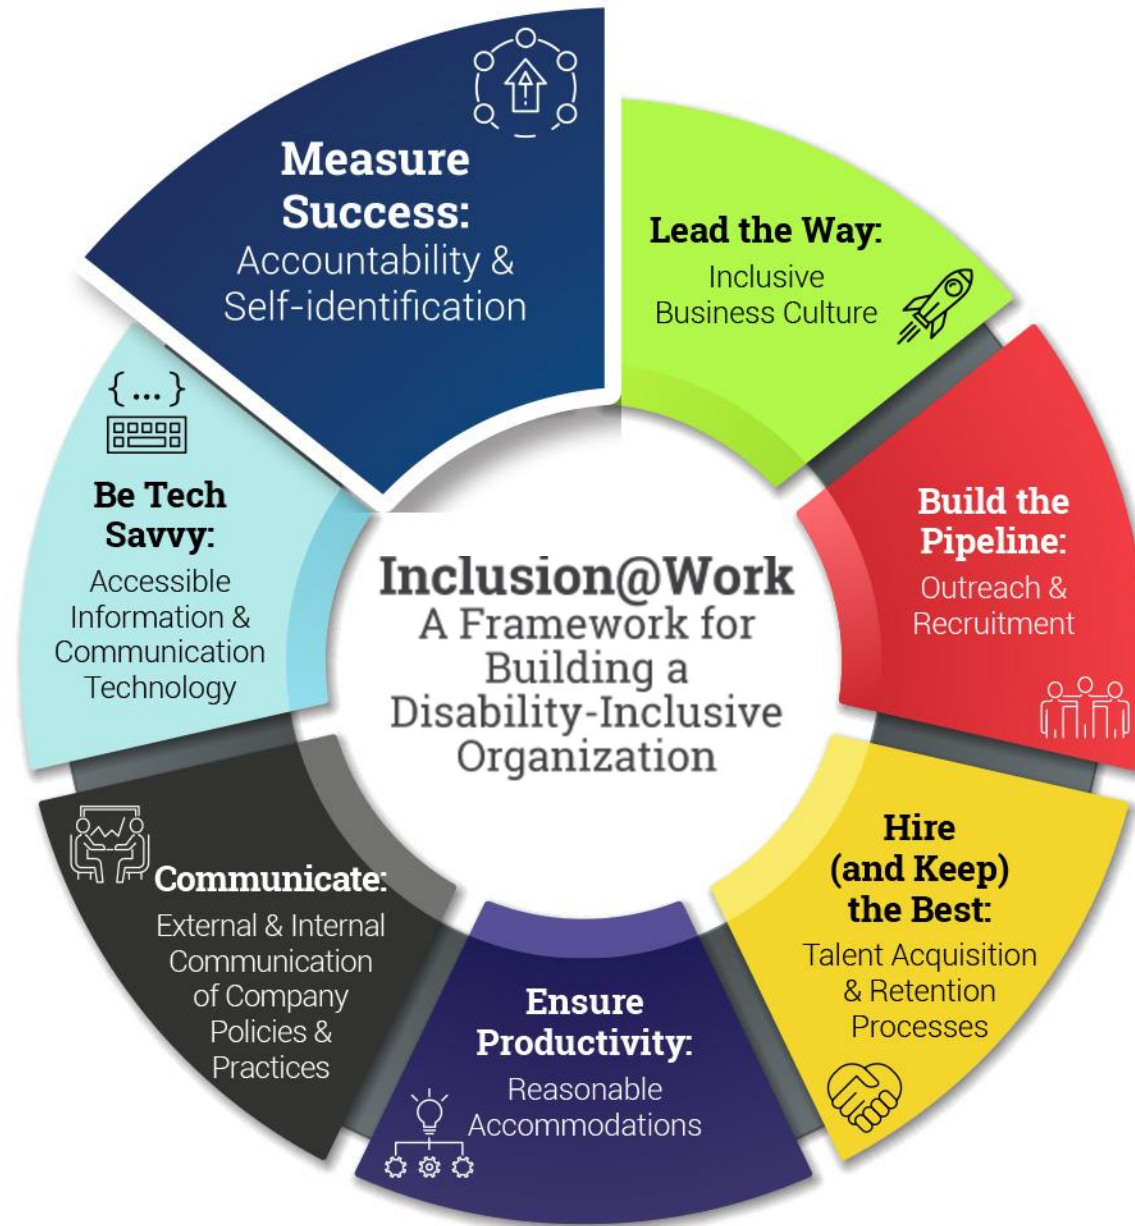 Measure
Success:
Accountability &
Self-identification
Lead the Way:
Inclusive
Business Culture
Build the
Pipeline:
Outreach &
Recruitment
Hire
(and Keep)
the Best:
Talent Acquisition
& Retention
Processes
Ensure
Productivity:
Reasonable
Accommodations
Communicate:
External & Internal
Communication
of Company
Policies &
Practices
{...}
Be Tech
Savvy:
Accessible
Information &
Communication
Technology
Inclusion@Work
A Framework for
Building a
Disability-Inclusive
Organization